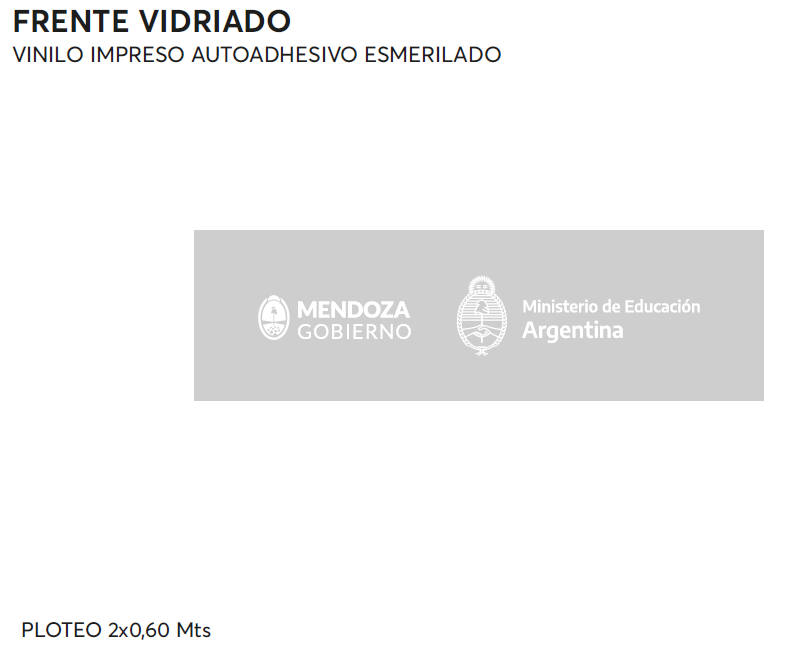 FRENTE VIDRIADO
VINILO IMPRESO AUTOADHESIVO ESMERILADO
MENDOZA
GOBIERNO
Ministerio de Educación
Argentina
PLOTEO 2x0,60 Mts